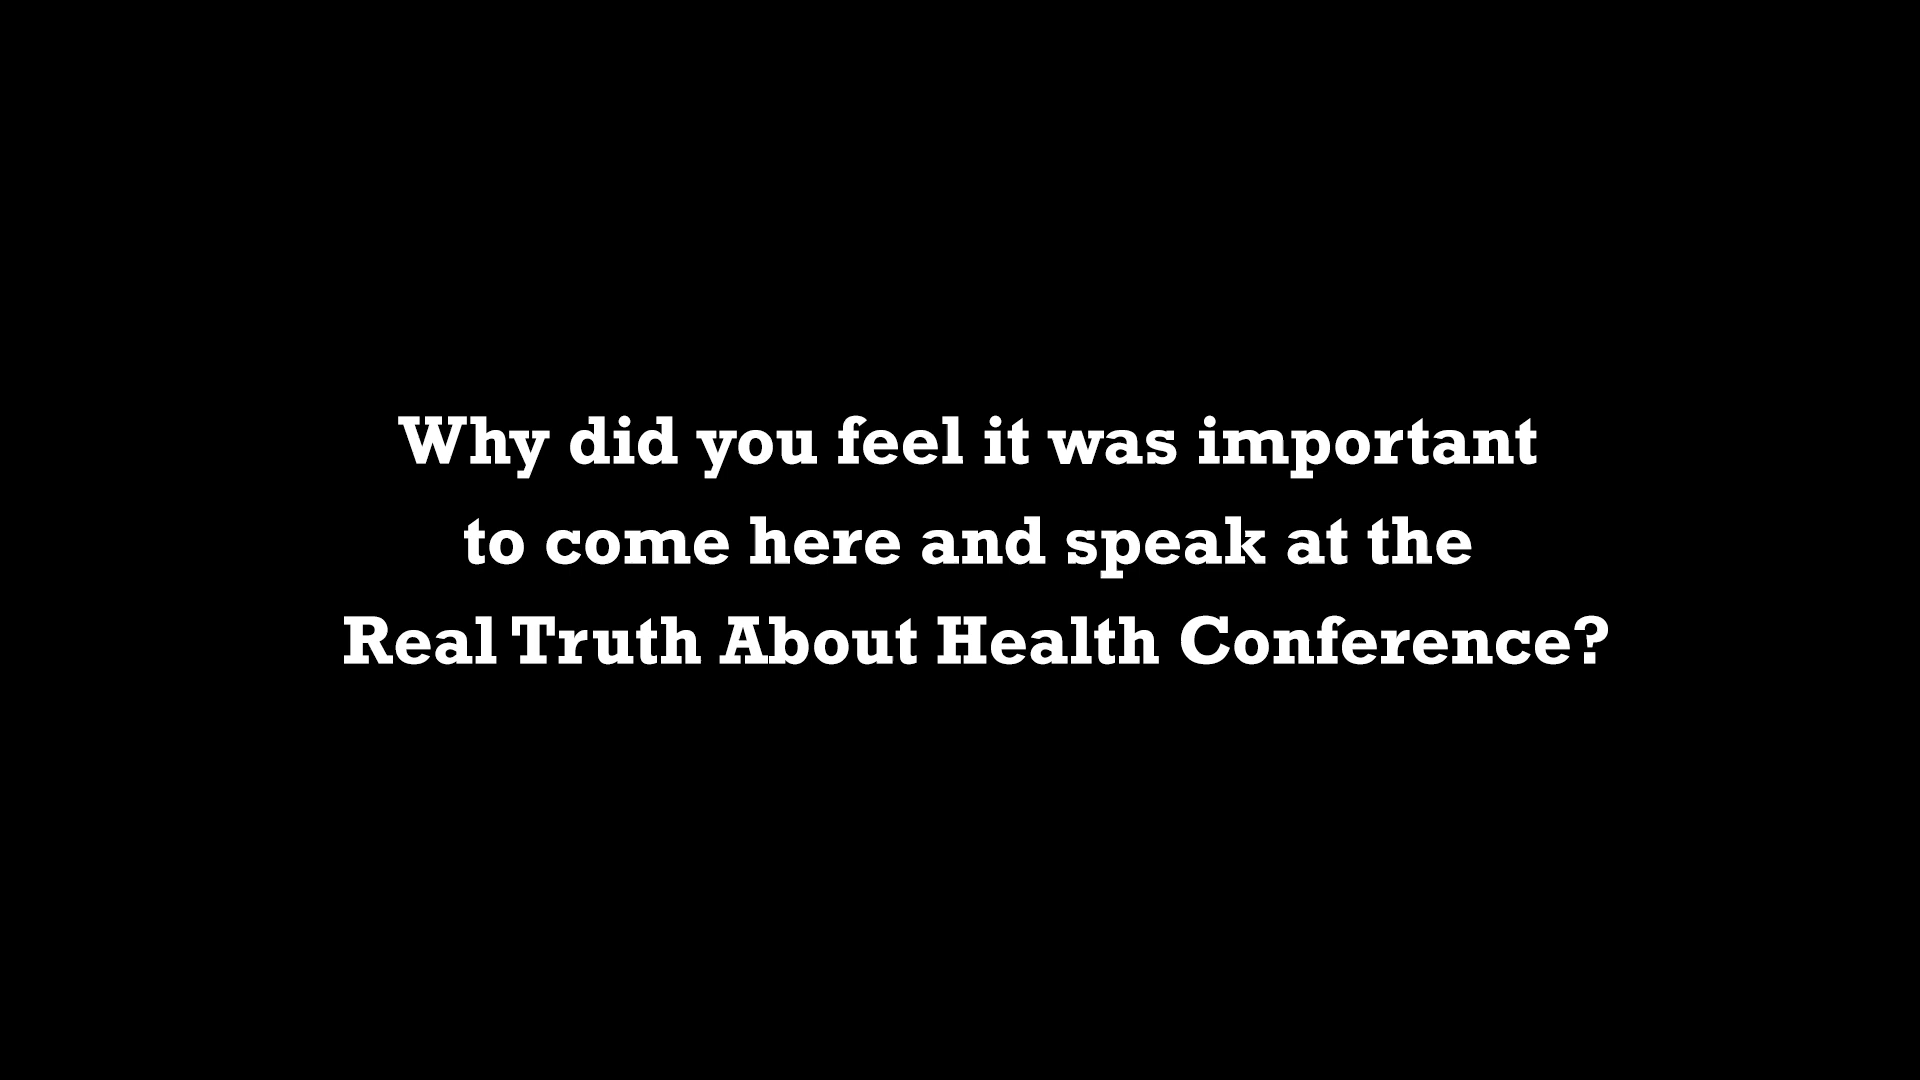 Why did you feel it was important
to come here and speak at the
Real Truth About Health Conference?